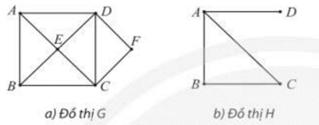 A D A D
E F
B C B C
a) Đồ thị G b) Đồ thị H